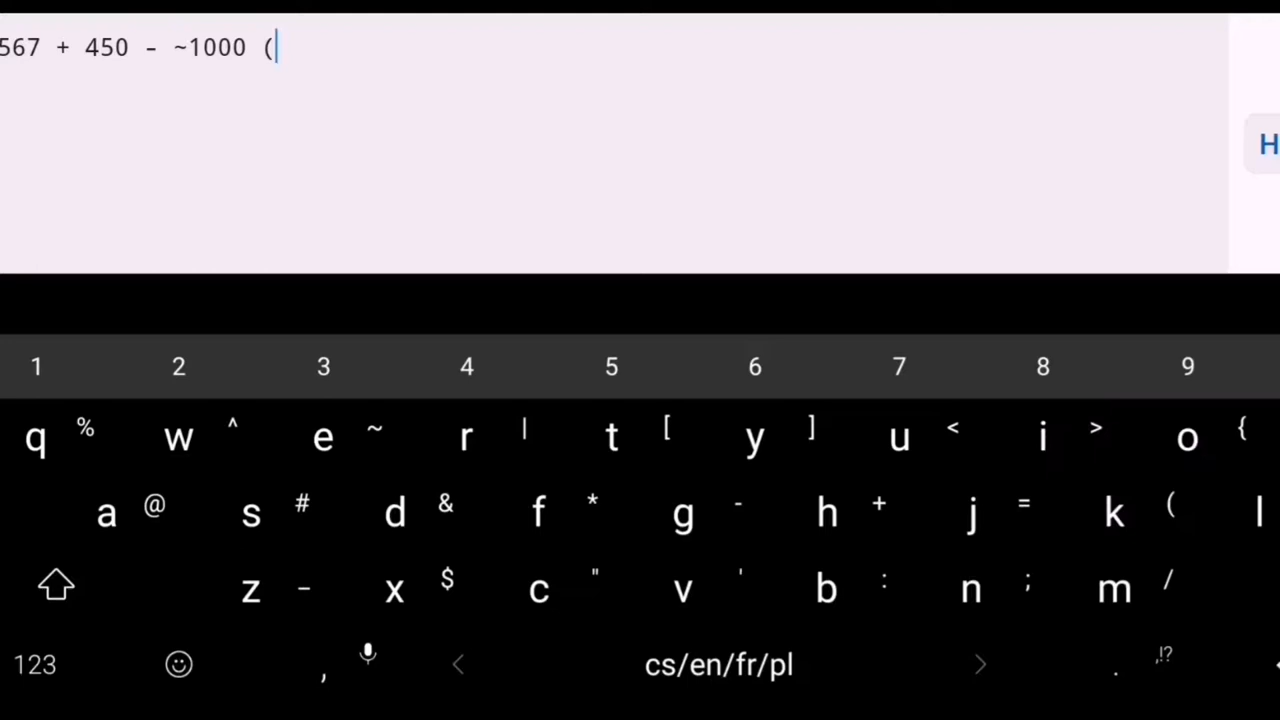 567 + 450 - ~1000 (
H
1 2 3 4 5 6 7 8 9
q % w ^ e ~ r | t [ y ] u < i > o {
a @ s # d & f * g - h + j = k ( l
z _ x $ c " v ' b : n ; m /
123 , < cs/en/fr/pl > . ,!?